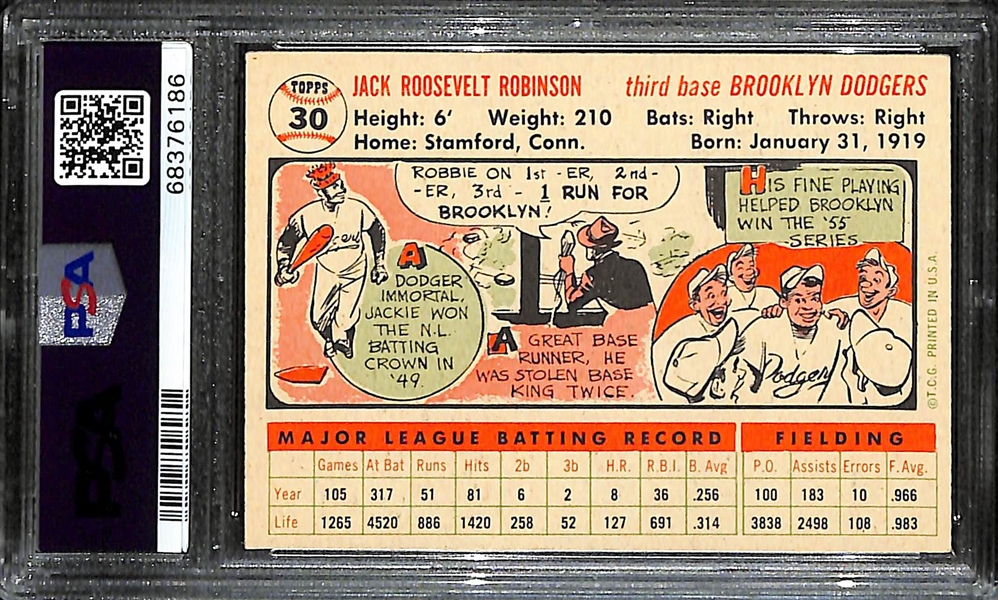 68376186
PSA
PSA
TOPPS
30
JACK ROOSEVELT ROBINSON third base BROOKLYN DODGERS
Height: 6' Weight: 210 Bats: Right Throws: Right
Home: Stamford, Conn. Born: January 31, 1919
ROBBIE ON 1st -ER, 2nd-
-ER, 3rd - 1 RUN FOR
BROOKLYN!
HIS FINE PLAYING
HELPED BROOKLYN
WIN THE '55
SERIES
A
DODGER
IMMORTAL,
JACKIE WON
THE N.L.
BATTING
CROWN IN
'49.
A GREAT BASE
RUNNER, HE
WAS STOLEN BASE
KING TWICE.
Dodgers
©T.C.G. PRINTED IN U.S.A.
MAJOR LEAGUE BATTING RECORD FIELDING
Games At Bat Runs Hits 2b 3b H.R. R.B.I. B. Avg P.O. Assists Errors F. Avg.
Year 105 317 51 81 6 2 8 36 .256 100 183 10 .966
Life 1265 4520 886 1420 258 52 127 691 .314 3838 2498 108 .983